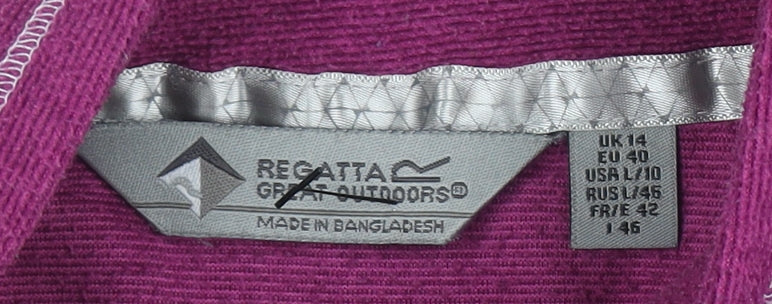 REGATTA
GREAT OUTDOORS®
MADE IN BANGLADESH
UK 14
EU 40
USA L/10
RUS L/46
FR/E 42
I 46